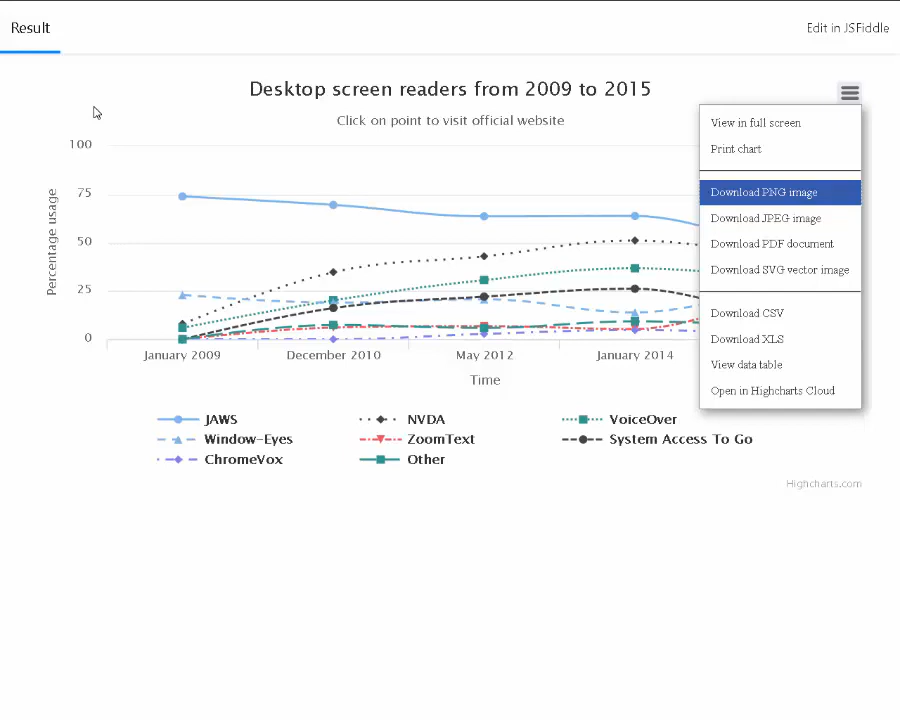 Result
Edit in JSFiddle
Desktop screen readers from 2009 to 2015
Click on point to visit official website
Percentage usage
100
75
50
25
0
January 2009
December 2010
May 2012
January 2014
Time
View in full screen
Print chart
Download PNG image
Download JPEG image
Download PDF document
Download SVG vector image
Download CSV
Download XLS
View data table
Open in Highcharts Cloud
JAWS
NVDA
VoiceOver
Window-Eyes
ZoomText
System Access To Go
ChromeVox
Other
Highcharts.com